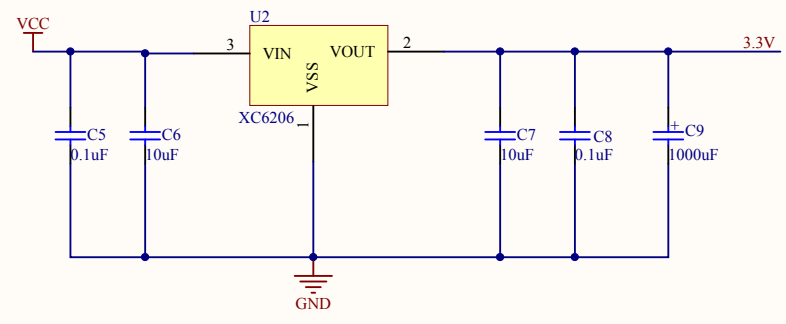 VCC
U2
3
VIN
VOUT
2
3.3V
VSS
XC6206
1
C5
0.1uF
C6
10uF
C7
10uF
C8
0.1uF
+
C9
1000uF
GND